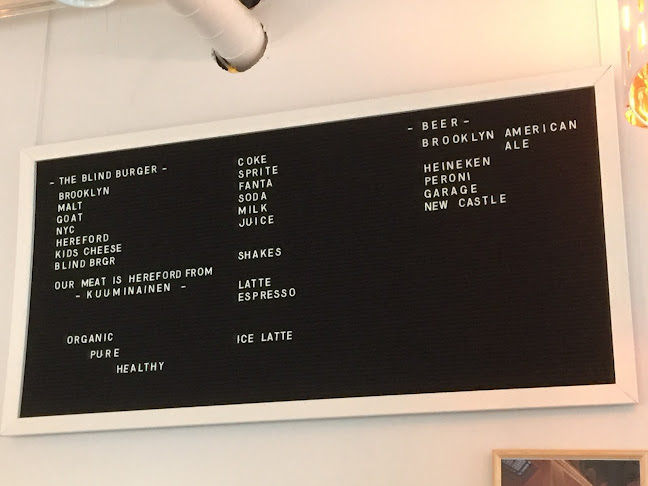 - THE BLIND BURGER -
BROOKLYN
MALT
GOAT
NYC
HEREFORD
KIDS CHEESE
BLIND BRGR
OUR MEAT IS HEREFORD FROM
- KUUMINAINEN -
ORGANIC
PURE
HEALTHY
COKE
SPRITE
FANTA
SODA
MILK
JUICE
SHAKES
LATTE
ESPRESSO
ICE LATTE
- BEER -
BROOKLYN AMERICAN
ALE
HEINEKEN
PERONI
GARAGE
NEW CASTLE